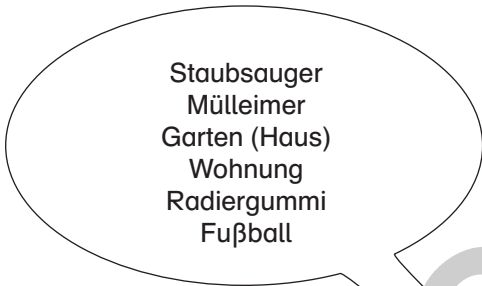 Staubsauger
Mülleimer
Garten (Haus)
Wohnung
Radiergummi
Fußball